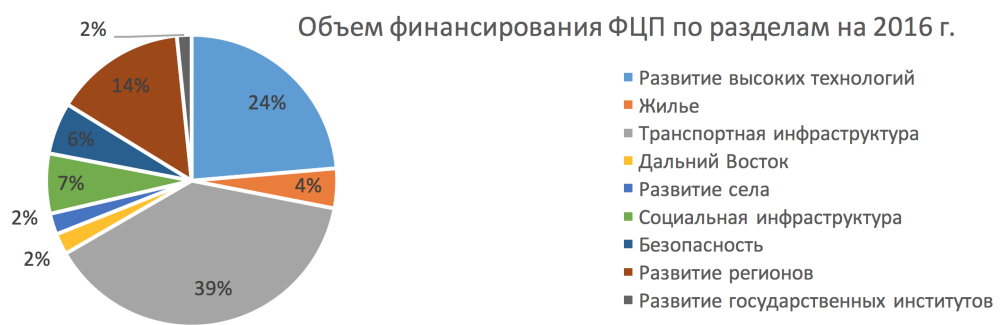 Объем финансирования ФЦП по разделам на 2016 г.
2%
14%
24%
6%
4%
7%
2%
2%
39%
Развитие высоких технологий
Жилье
Транспортная инфраструктура
Дальний Восток
Развитие села
Социальная инфраструктура
Безопасность
Развитие регионов
Развитие государственных институтов